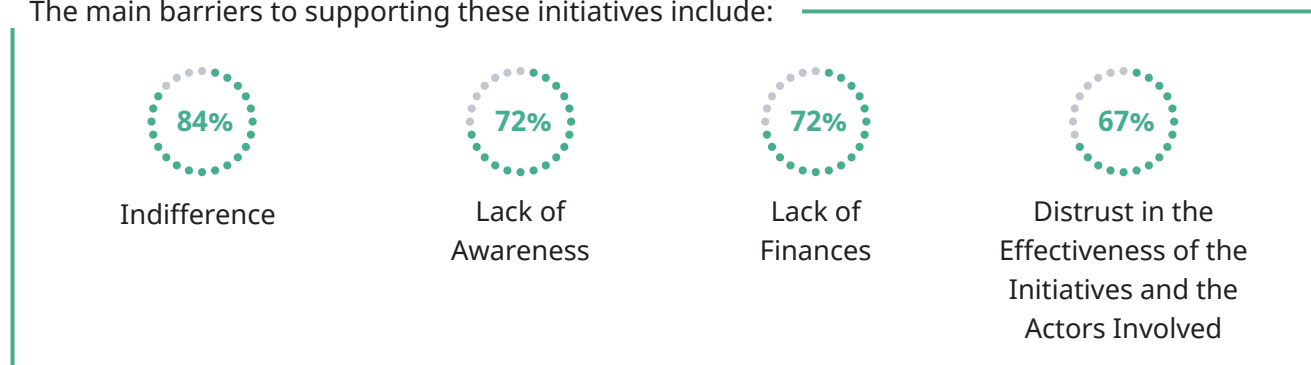 The main barriers to supporting these initiatives include:
84%
Indifference
72%
Lack of
Awareness
72%
Lack of
Finances
67%
Distrust in the
Effectiveness of the
Initiatives and the
Actors Involved